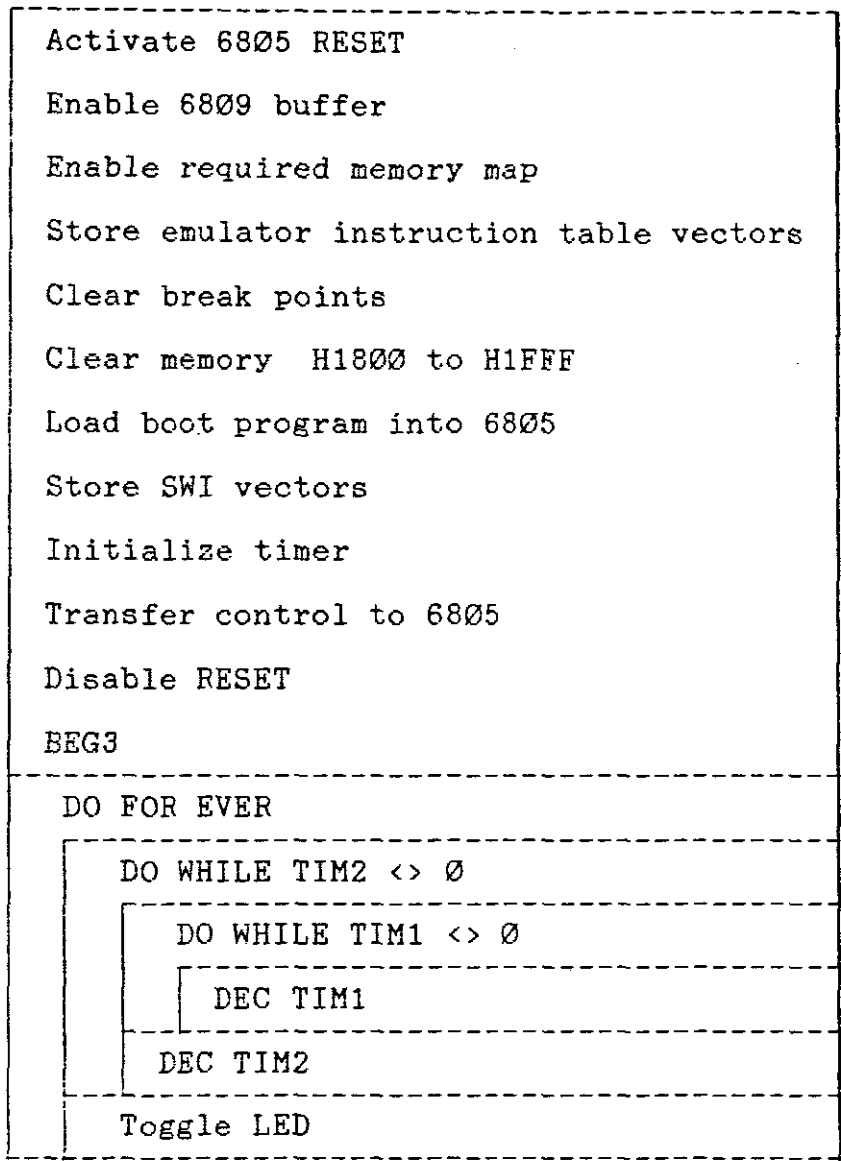 Activate 68Ø5 RESET
Enable 68Ø9 buffer
Enable required memory map
Store emulator instruction table vectors
Clear break points
Clear memory H18ØØ to H1FFF
Load boot program into 68Ø5
Store SWI vectors
Initialize timer
Transfer control to 68Ø5
Disable RESET
BEG3
DO FOR EVER
DO WHILE TIM2 <> Ø
DO WHILE TIM1 <> Ø
DEC TIM1
DEC TIM2
Toggle LED